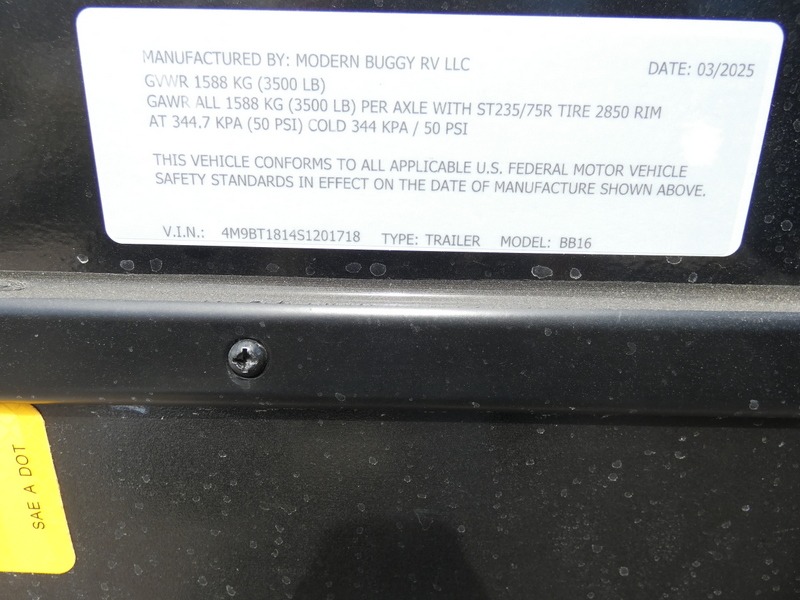 MANUFACTURED BY: MODERN BUGGY RV LLC
DATE: 03/2025
GVWR 1588 KG (3500 LB)
GAWR ALL 1588 KG (3500 LB) PER AXLE WITH ST235/75R TIRE 2850 RIM
AT 344.7 KPA (50 PSI) COLD 344 KPA / 50 PSI
THIS VEHICLE CONFORMS TO ALL APPLICABLE U.S. FEDERAL MOTOR VEHICLE
SAFETY STANDARDS IN EFFECT ON THE DATE OF MANUFACTURE SHOWN ABOVE.
V.I.N.: 4M9BT1814S1201718 TYPE: TRAILER MODEL: BB16
SAE A DOT